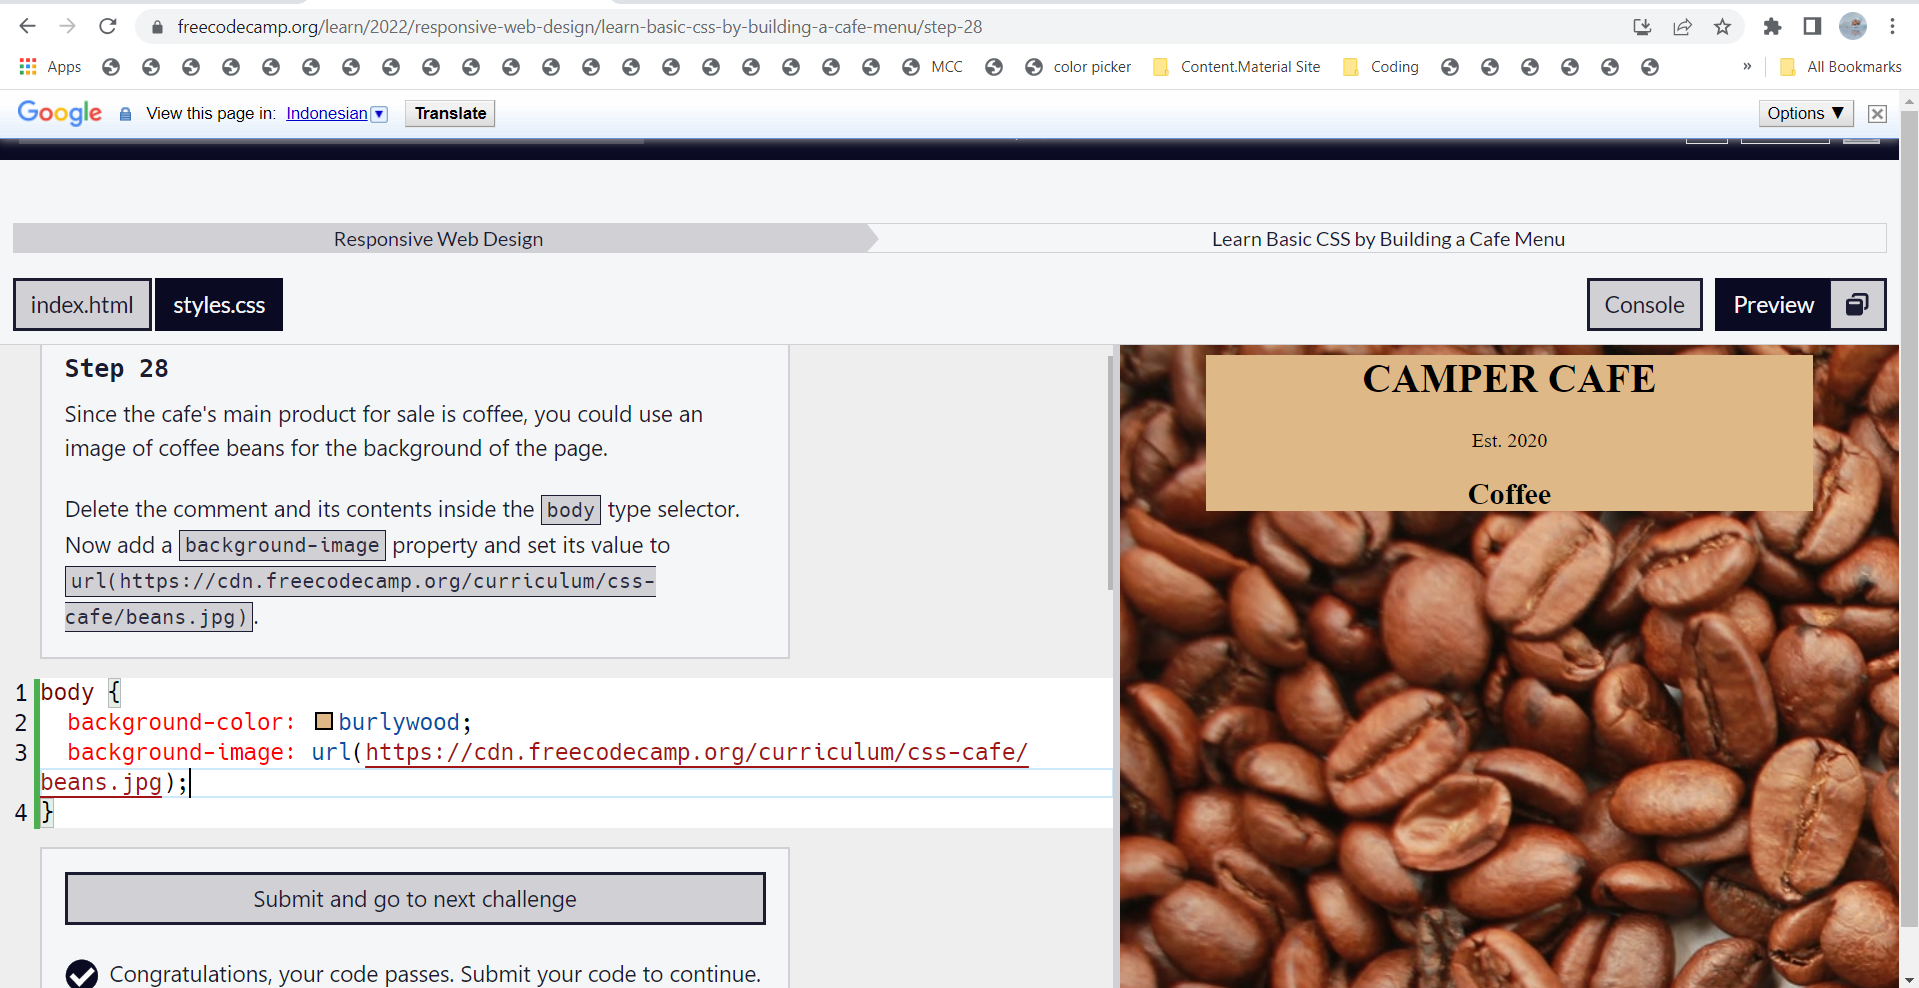 freecodecamp.org/learn/2022/responsive-web-design/learn-basic-css-by-building-a-cafe-menu/step-28
Apps MCC color picker Content.Material Site Coding » All Bookmarks
Google View this page in: Indonesian Translate Options ▼
Responsive Web Design Learn Basic CSS by Building a Cafe Menu
index.html styles.css Console Preview
Step 28
Since the cafe's main product for sale is coffee, you could use an
image of coffee beans for the background of the page.
Delete the comment and its contents inside the body type selector.
Now add a background-image property and set its value to
url(https://cdn.freecodecamp.org/curriculum/css-
cafe/beans.jpg).
1 body {
2 background-color: burlywood;
3 background-image: url(https://cdn.freecodecamp.org/curriculum/css-cafe/
beans.jpg);
4 }
Submit and go to next challenge
Congratulations, your code passes. Submit your code to continue.
CAMPER CAFE
Est. 2020
Coffee